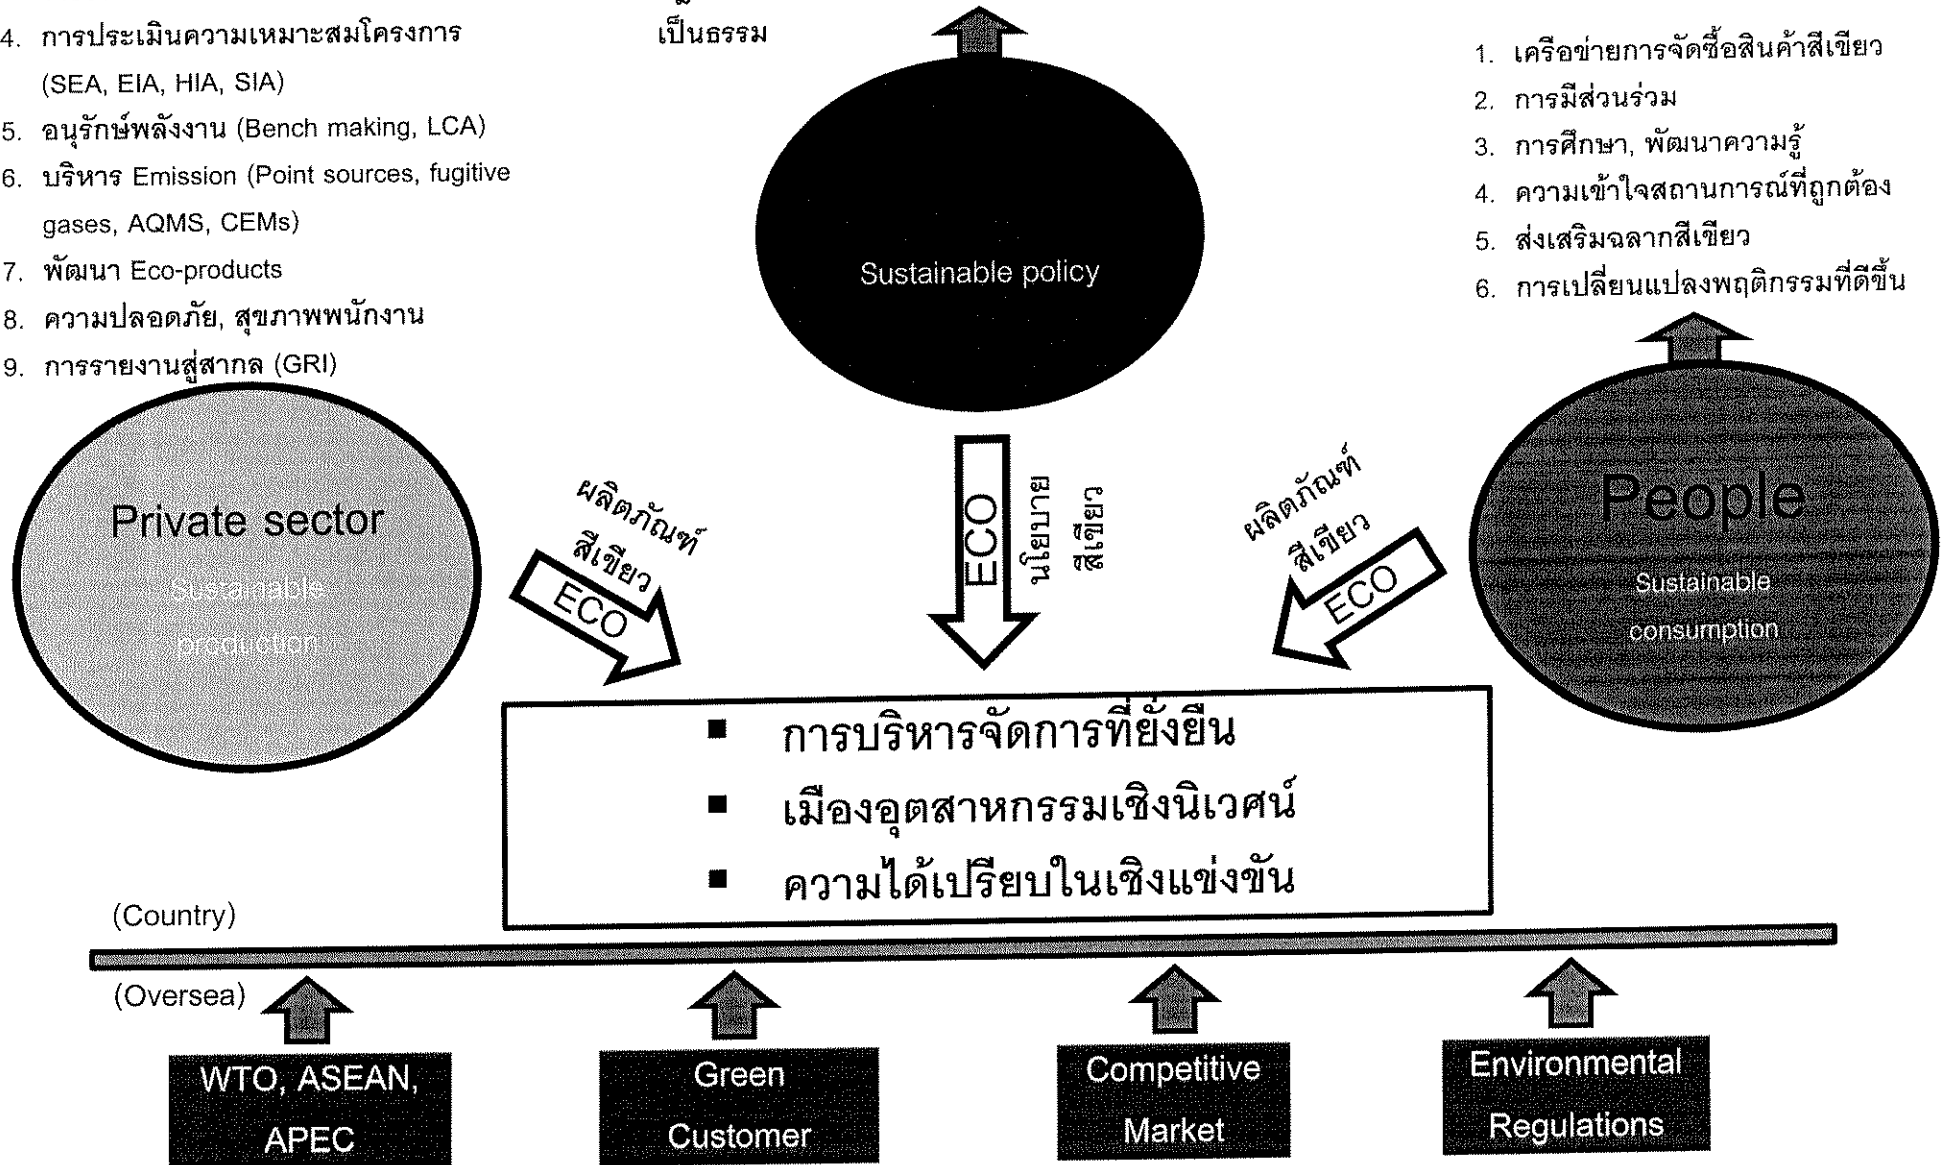 4. การประเมินความเหมาะสมโครงการ
(SEA, EIA, HIA, SIA)
5. อนุรักษ์พลังงาน (Bench making, LCA)
6. บริหาร Emission (Point sources, fugitive
gases, AQMS, CEMs)
7. พัฒนา Eco-products
8. ความปลอดภัย, สุขภาพพนักงาน
9. การรายงานสู่สากล (GRI)
เป็นธรรม
Sustainable policy
1. เครือข่ายการจัดซื้อสินค้าสีเขียว
2. การมีส่วนร่วม
3. การศึกษา, พัฒนาความรู้
4. ความเข้าใจสถานการณ์ที่ถูกต้อง
5. ส่งเสริมฉลากสีเขียว
6. การเปลี่ยนแปลงพฤติกรรมที่ดีขึ้น
Private sector
Sustainable
production
ผลิตภัณฑ์
สีเขียว
ECO
ECO
นโยบาย
สีเขียว
ผลิตภัณฑ์
สีเขียว
ECO
People
Sustainable
consumption
▪ การบริหารจัดการที่ยั่งยืน
▪ เมืองอุตสาหกรรมเชิงนิเวศน์
▪ ความได้เปรียบในเชิงแข่งขัน
(Country)
(Oversea)
WTO, ASEAN,
APEC
Green
Customer
Competitive
Market
Environmental
Regulations